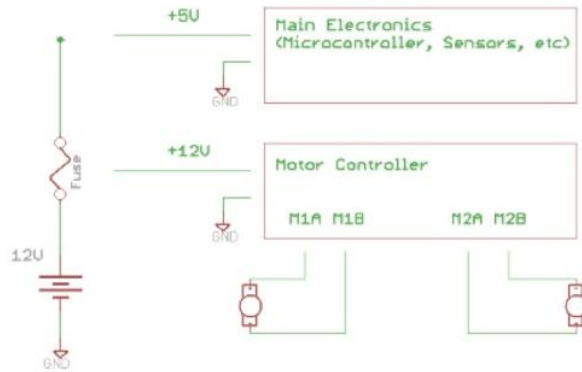 +5V
Main Electronics
(Microcontroller, Sensors, etc)
GND
Fuse
+12V
Motor Controller
GND
M1A M1B
M2A M2B
12V
GND